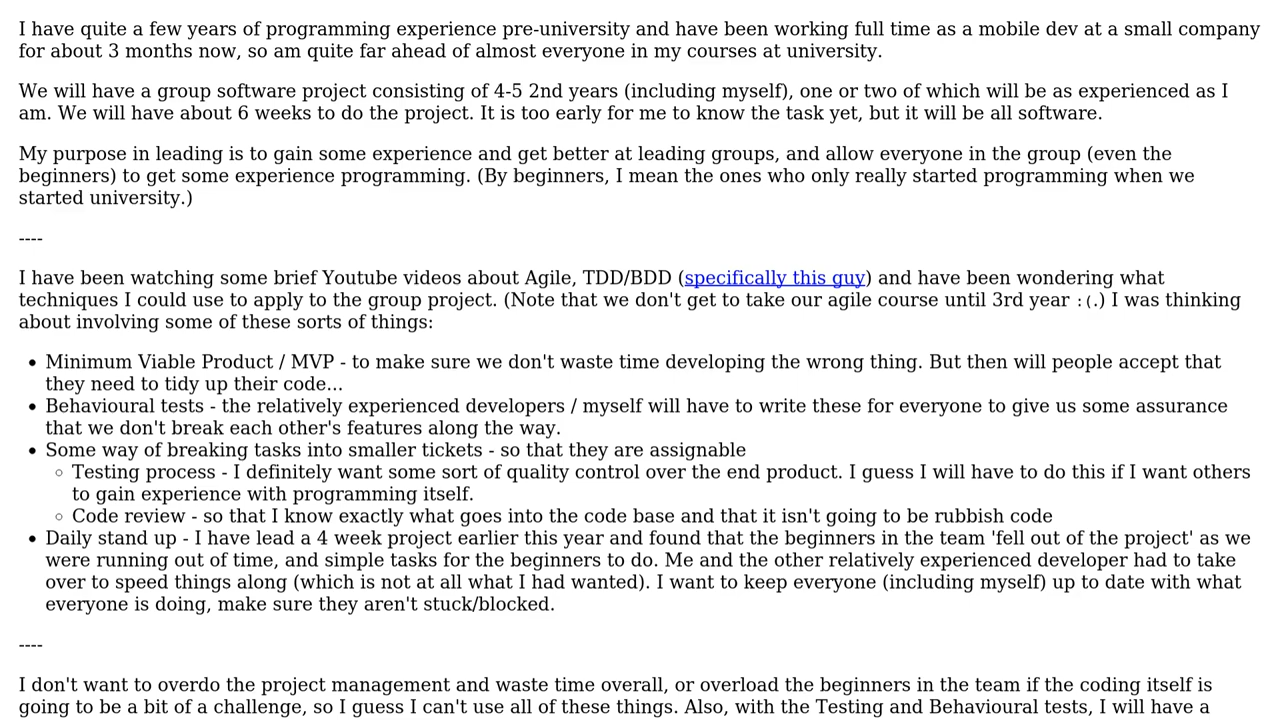 I have quite a few years of programming experience pre-university and have been working full time as a mobile dev at a small company
for about 3 months now, so am quite far ahead of almost everyone in my courses at university.
We will have a group software project consisting of 4-5 2nd years (including myself), one or two of which will be as experienced as I
am. We will have about 6 weeks to do the project. It is too early for me to know the task yet, but it will be all software.
My purpose in leading is to gain some experience and get better at leading groups, and allow everyone in the group (even the
beginners) to get some experience programming. (By beginners, I mean the ones who only really started programming when we
started university.)
----
I have been watching some brief Youtube videos about Agile, TDD/BDD (specifically this guy) and have been wondering what
techniques I could use to apply to the group project. (Note that we don't get to take our agile course until 3rd year :(.) I was thinking
about involving some of these sorts of things:
• Minimum Viable Product / MVP - to make sure we don't waste time developing the wrong thing. But then will people accept that
they need to tidy up their code...
• Behavioural tests - the relatively experienced developers / myself will have to write these for everyone to give us some assurance
that we don't break each other's features along the way.
• Some way of breaking tasks into smaller tickets - so that they are assignable
◦ Testing process - I definitely want some sort of quality control over the end product. I guess I will have to do this if I want others
to gain experience with programming itself.
◦ Code review - so that I know exactly what goes into the code base and that it isn't going to be rubbish code
• Daily stand up - I have lead a 4 week project earlier this year and found that the beginners in the team 'fell out of the project' as we
were running out of time, and simple tasks for the beginners to do. Me and the other relatively experienced developer had to take
over to speed things along (which is not at all what I had wanted). I want to keep everyone (including myself) up to date with what
everyone is doing, make sure they aren't stuck/blocked.
----
I don't want to overdo the project management and waste time overall, or overload the beginners in the team if the coding itself is
going to be a bit of a challenge, so I guess I can't use all of these things. Also, with the Testing and Behavioural tests, I will have a